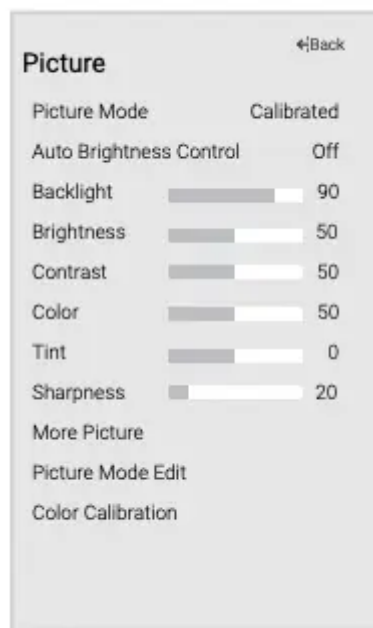 Back
Picture
Picture Mode Calibrated
Auto Brightness Control Off
Backlight 90
Brightness 50
Contrast 50
Color 50
Tint 0
Sharpness 20
More Picture
Picture Mode Edit
Color Calibration